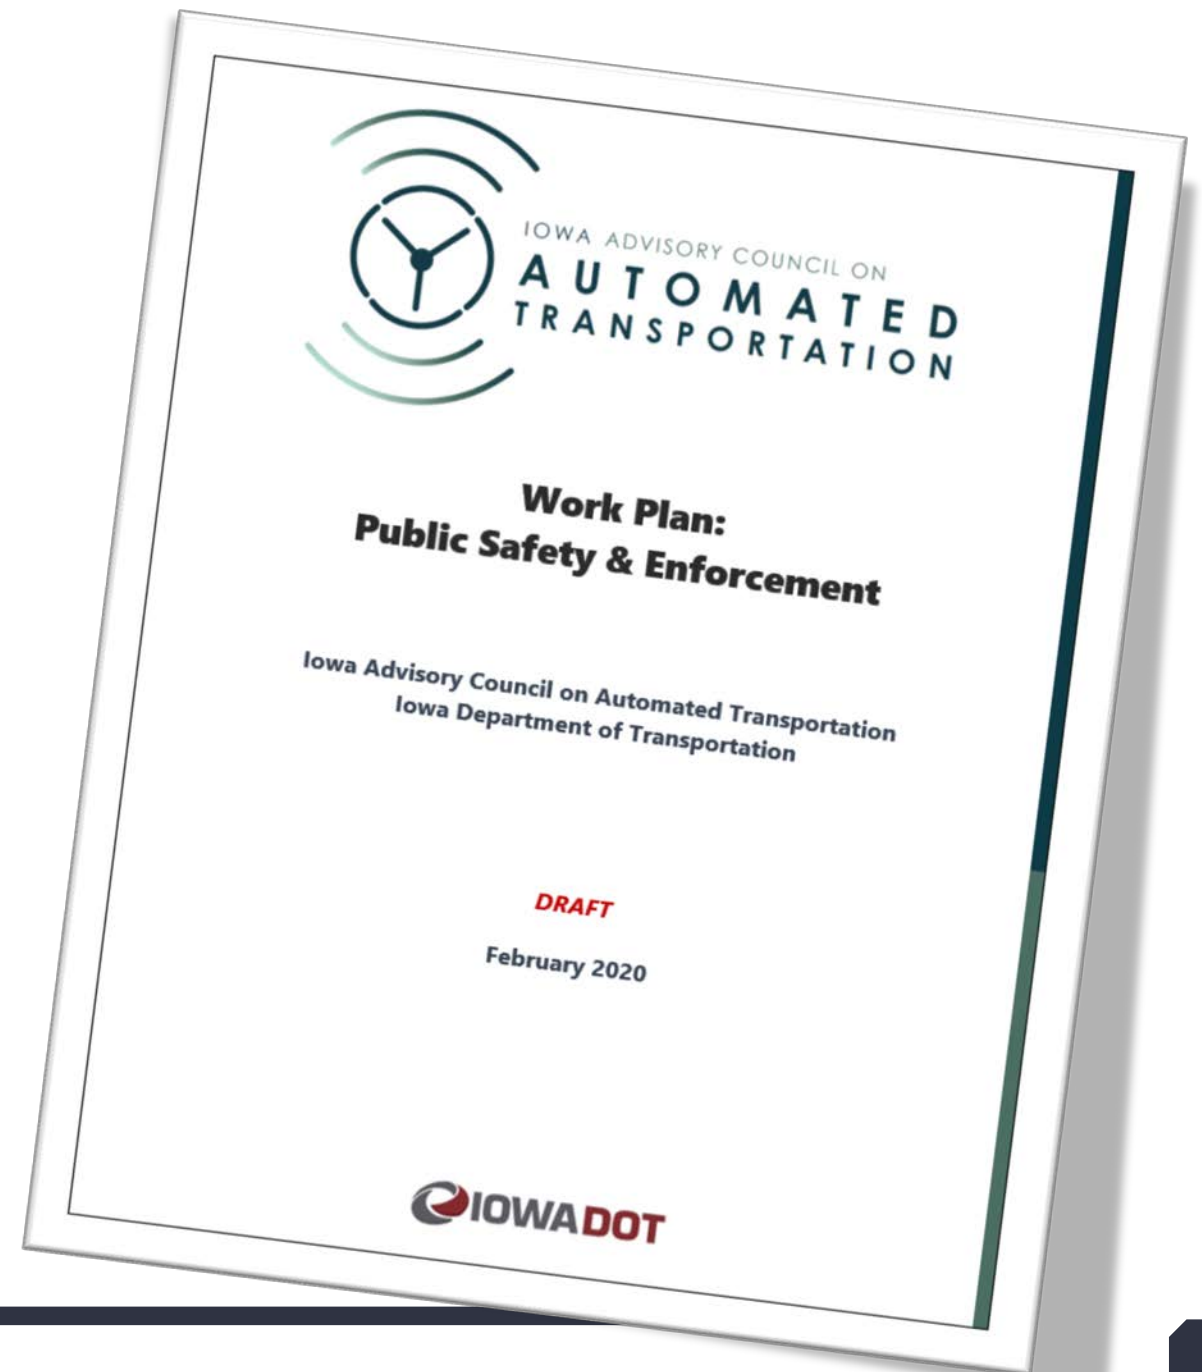 IOWA ADVISORY COUNCIL ON
AUTOMATED
TRANSPORTATION
Work Plan:
Public Safety & Enforcement
Iowa Advisory Council on Automated Transportation
Iowa Department of Transportation
DRAFT
February 2020
IOWADOT